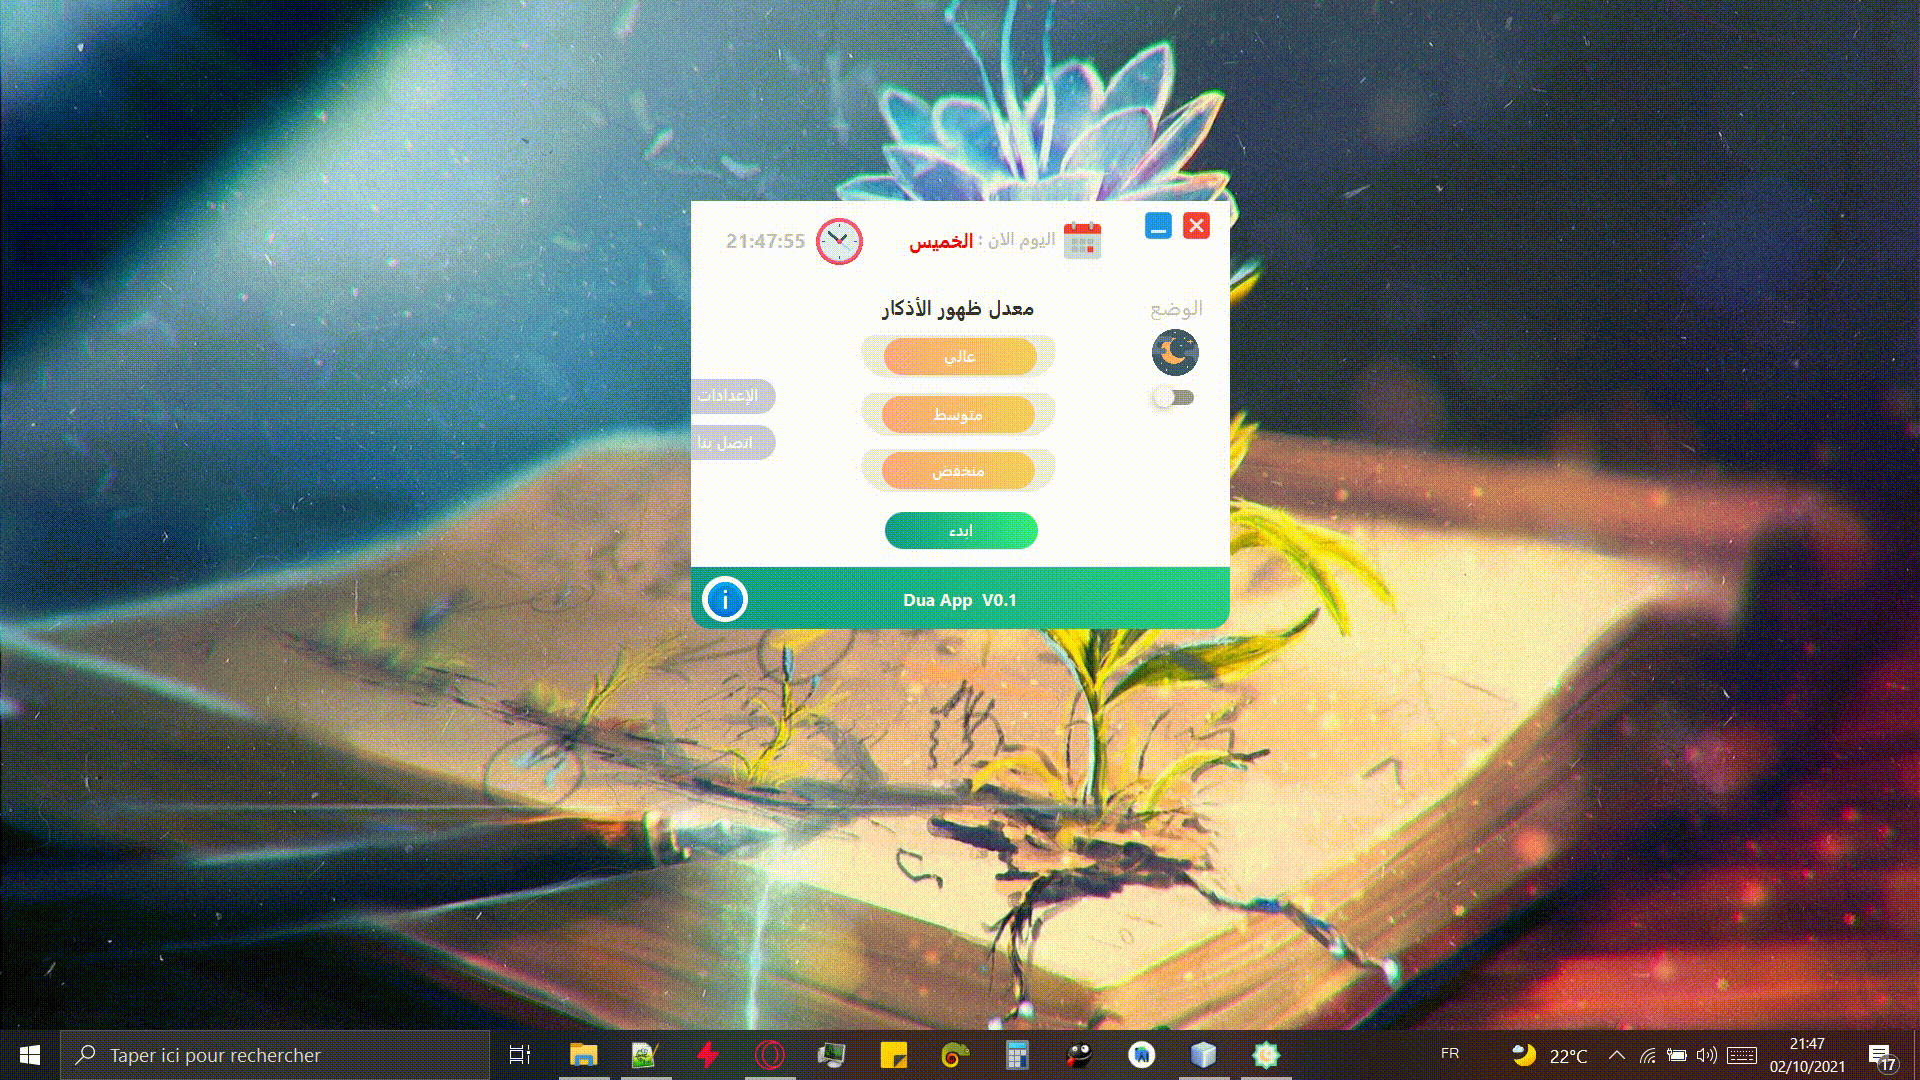 21:47:55
اليوم الان : الخميس
معدل ظهور الأذكار
الوضع
عالي
متوسط
منخفض
الإعدادات
اتصل بنا
ابدء
i
Dua App V0.1
Taper ici pour rechercher
FR
22°C
21:47
02/10/2021
17